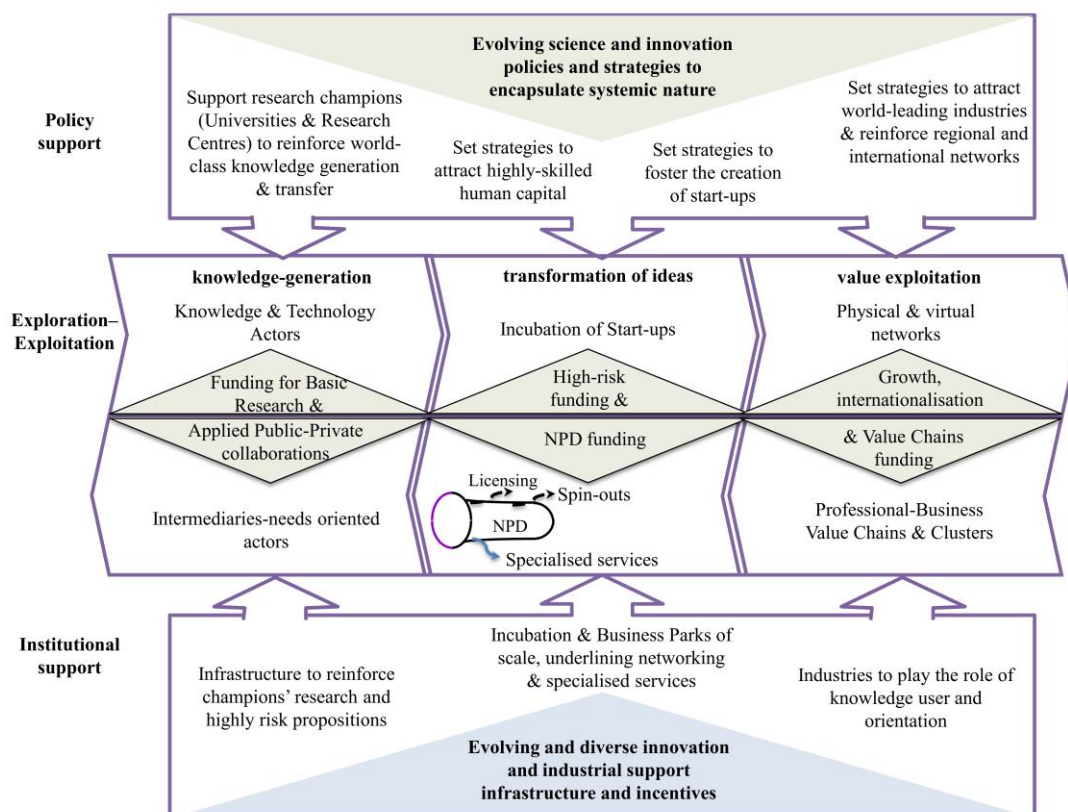 Evolving science and innovation
policies and strategies to
encapsulate systemic nature
Policy
support
Support research champions
(Universities & Research
Centres) to reinforce world-
class knowledge generation
& transfer
Set strategies to
attract highly-skilled
human capital
Set strategies to
foster the creation
of start-ups
Set strategies to attract
world-leading industries
& reinforce regional and
international networks
Exploration–
Exploitation
knowledge-generation
Knowledge & Technology
Actors
Funding for Basic
Research &
Applied Public-Private
collaborations
Intermediaries-needs oriented
actors
transformation of ideas
Incubation of Start-ups
High-risk
funding &
NPD funding
Licensing
Spin-outs
NPD
Specialised services
value exploitation
Physical & virtual
networks
Growth,
internationalisation
& Value Chains
funding
Professional-Business
Value Chains & Clusters
Institutional
support
Infrastructure to reinforce
champions’ research and
highly risk propositions
Incubation & Business Parks of
scale, underlining networking
& specialised services
Industries to play the role of
knowledge user and
orientation
Evolving and diverse innovation
and industrial support
infrastructure and incentives